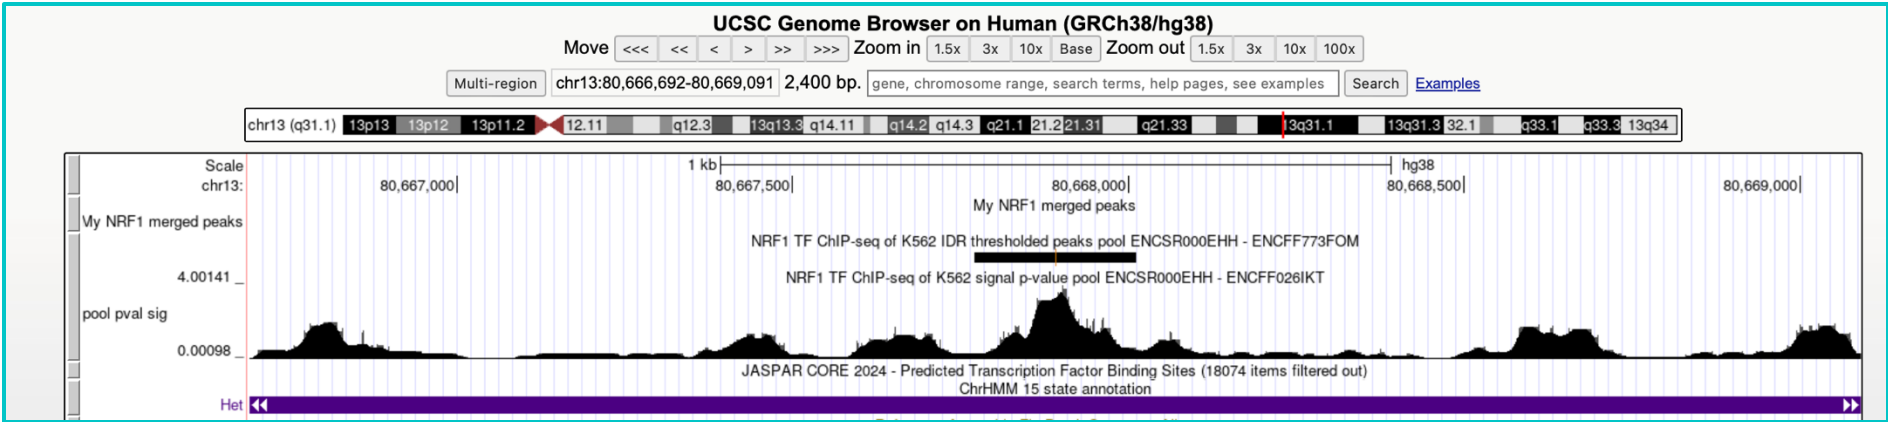 UCSC Genome Browser on Human (GRCh38/hg38)
Move <<< << < > >> >>> Zoom in 1.5x 3x 10x Base Zoom out 1.5x 3x 10x 100x
Multi-region chr13:80,666,692-80,669,091 2,400 bp. gene, chromosome range, search terms, help pages, see examples Search Examples
chr13 (q31.1) 13p13 13p12 13p11.2 12.11 q12.3 13q13.3 q14.11 q14.2 q14.3 q21.1 21.2 21.31 q21.33 13q31.1 13q31.3 32.1 q33.1 q33.3 13q34
Scale 1 kb hg38
chr13: 80,667,000 80,667,500 80,668,000 80,668,500 80,669,000
My NRF1 merged peaks
My NRF1 merged peaks
NRF1 TF ChIP-seq of K562 IDR thresholded peaks pool ENCSR000EHH - ENCFF773FOM
NRF1 TF ChIP-seq of K562 signal p-value pool ENCSR000EHH - ENCFF026IKT
4.00141
pool pval sig
0.00098
JASPAR CORE 2024 - Predicted Transcription Factor Binding Sites (18074 items filtered out)
ChrHMM 15 state annotation
Het